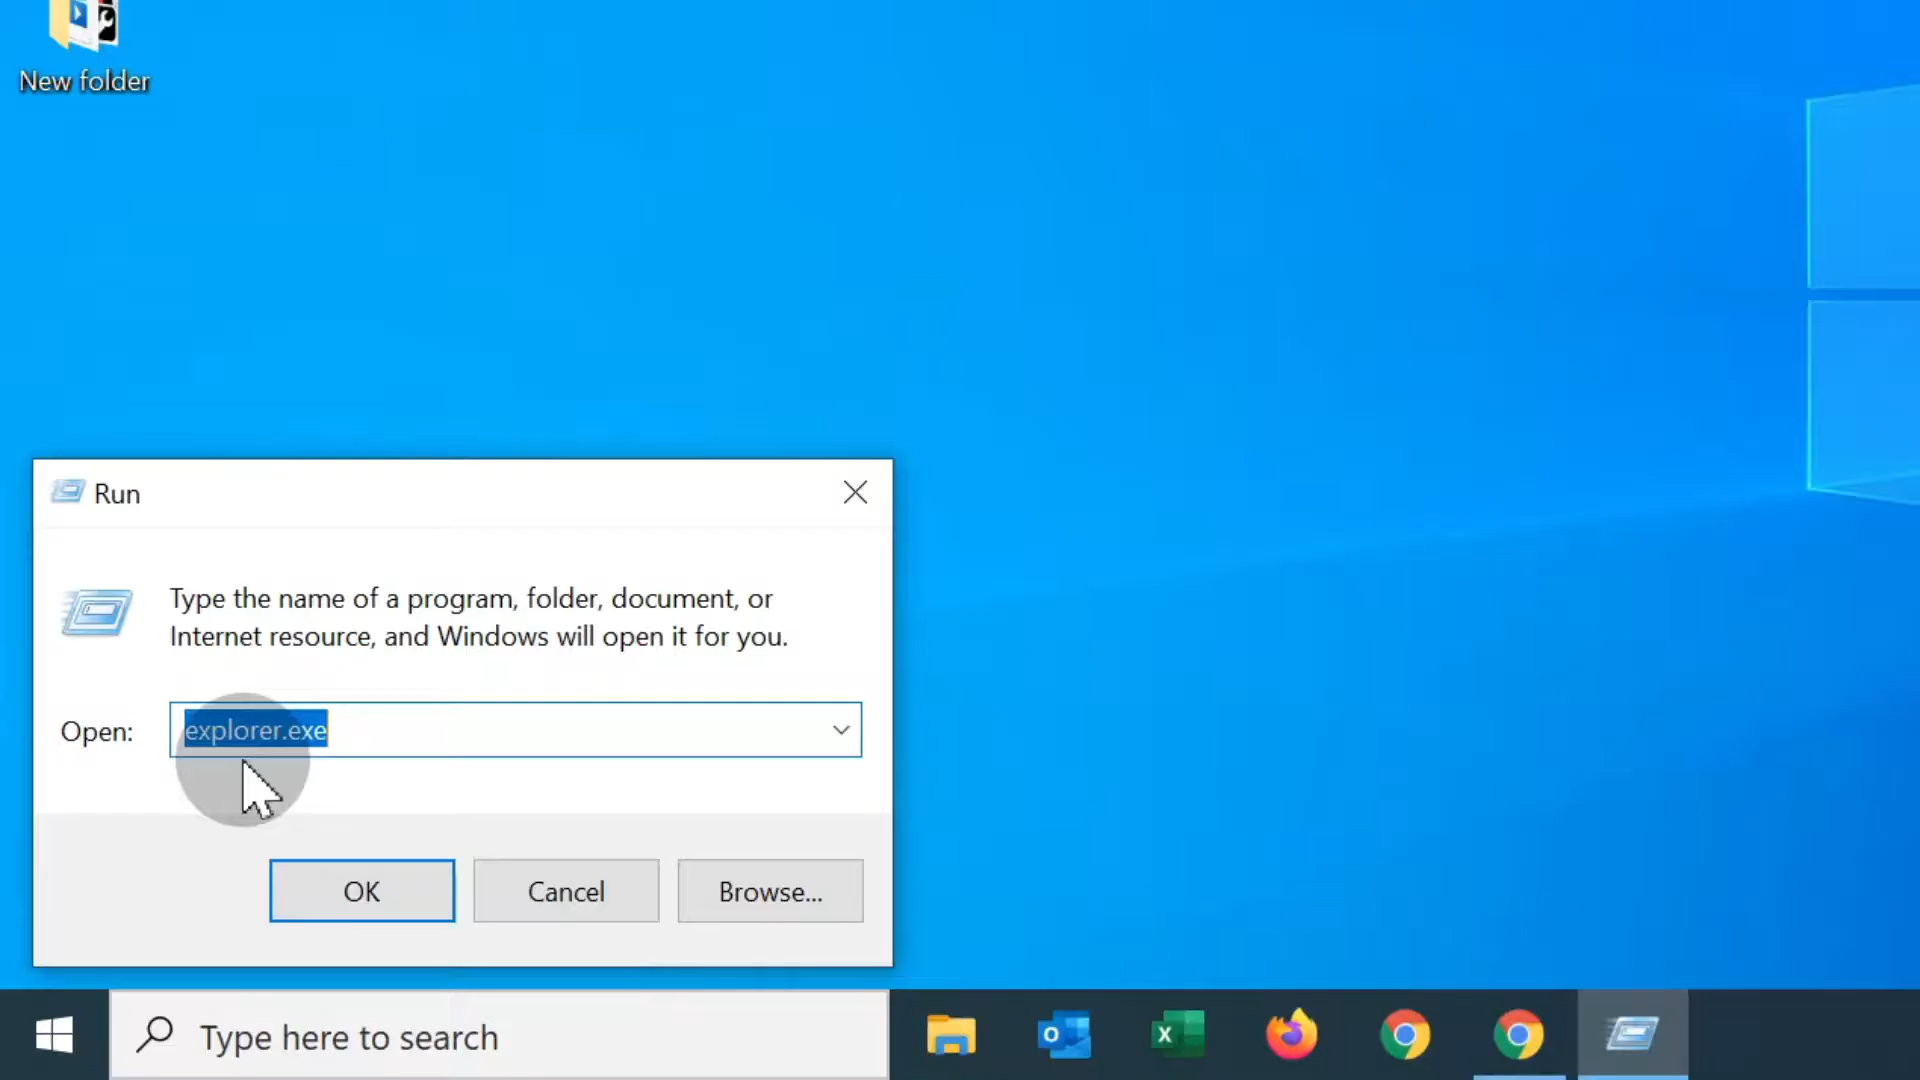 New folder
Run
Type the name of a program, folder, document, or
Internet resource, and Windows will open it for you.
Open:
explorer.exe
OK
Cancel
Browse...
Type here to search